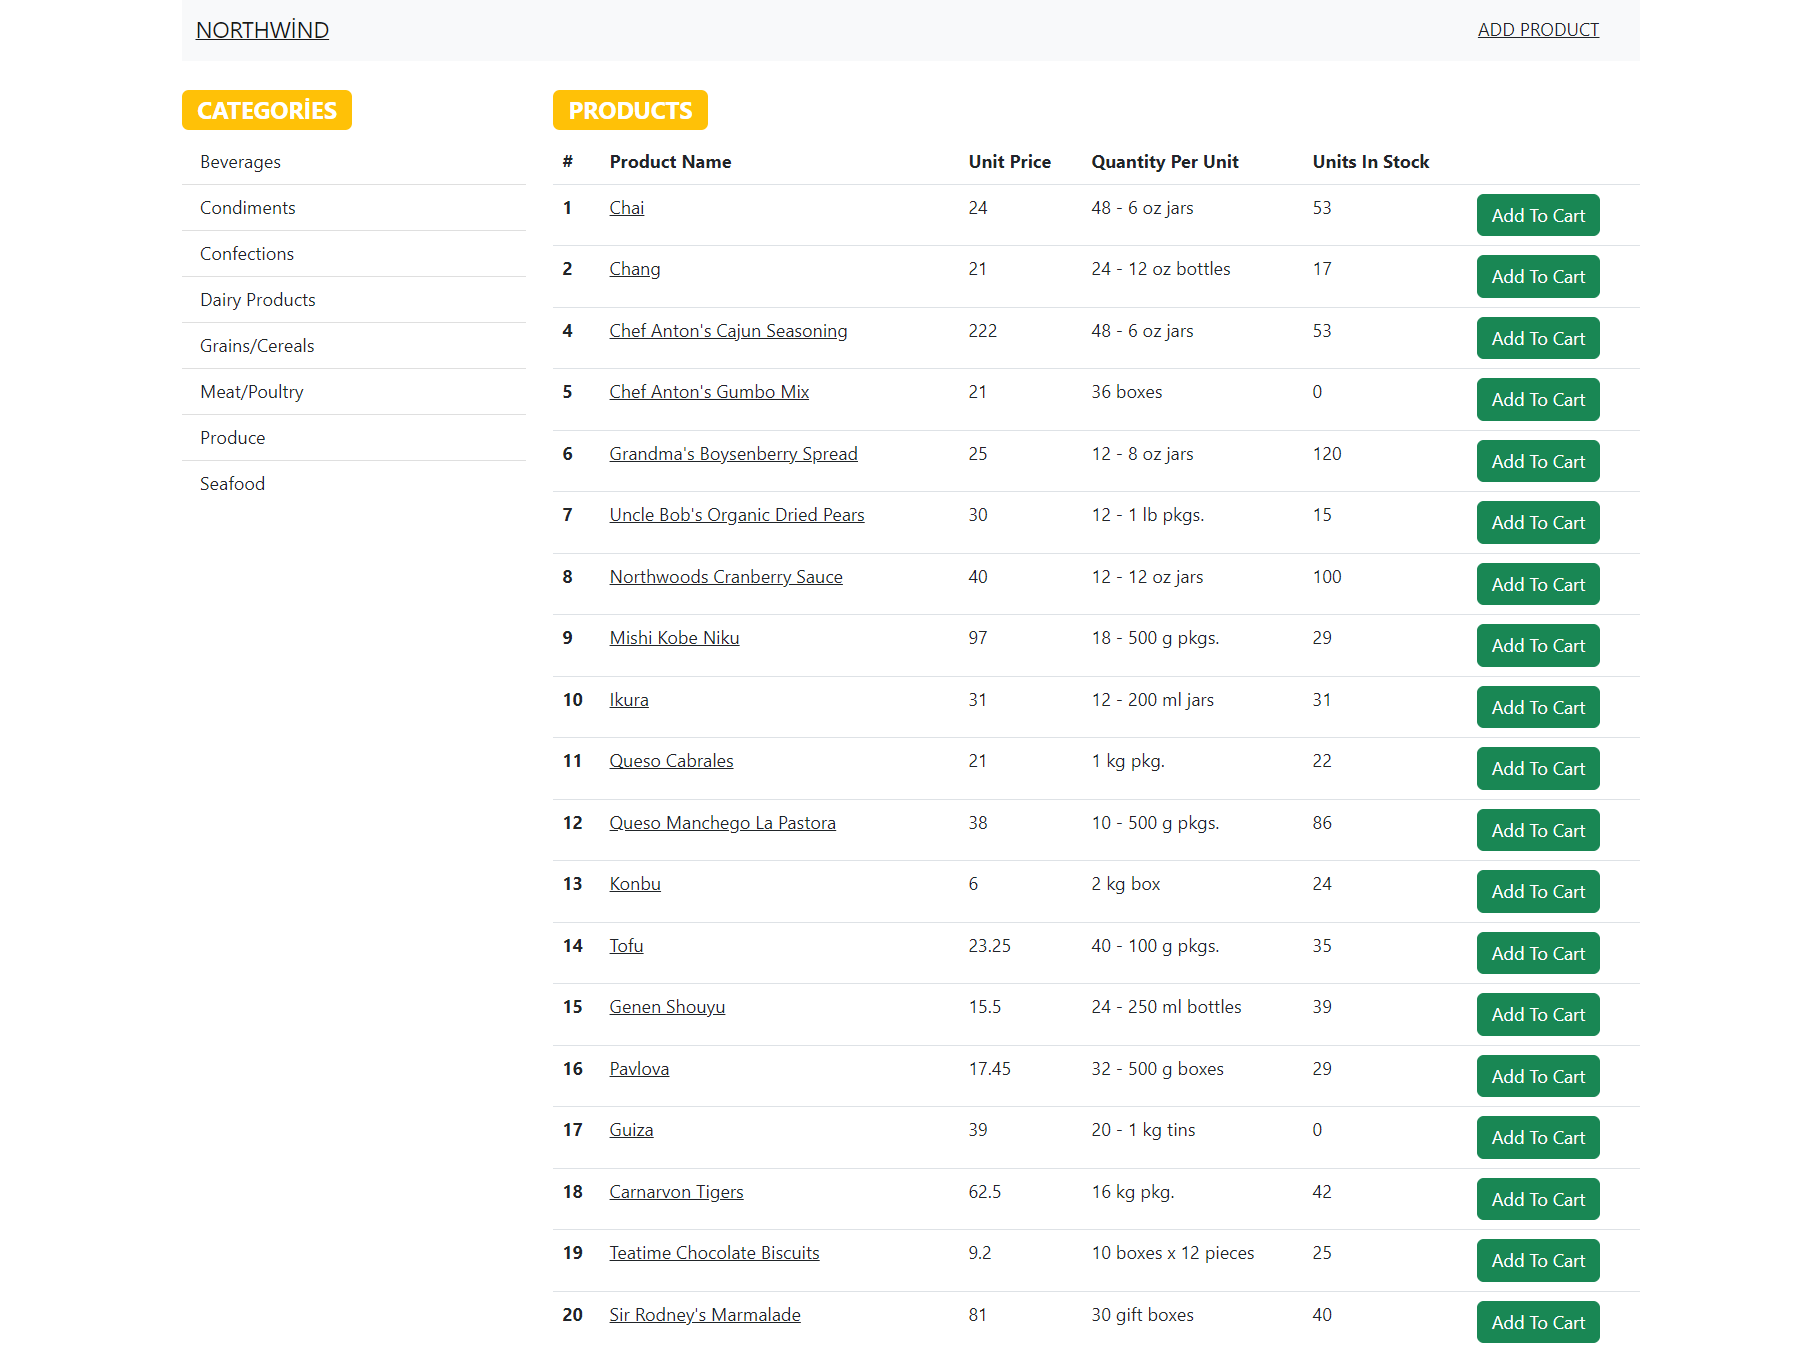 NORTHWİND ADD PRODUCT
CATEGORİES
Beverages
Condiments
Confections
Dairy Products
Grains/Cereals
Meat/Poultry
Produce
Seafood
PRODUCTS
# Product Name Unit Price Quantity Per Unit Units In Stock
1 Chai 24 48 - 6 oz jars 53 Add To Cart
2 Chang 21 24 - 12 oz bottles 17 Add To Cart
4 Chef Anton's Cajun Seasoning 222 48 - 6 oz jars 53 Add To Cart
5 Chef Anton's Gumbo Mix 21 36 boxes 0 Add To Cart
6 Grandma's Boysenberry Spread 25 12 - 8 oz jars 120 Add To Cart
7 Uncle Bob's Organic Dried Pears 30 12 - 1 lb pkgs. 15 Add To Cart
8 Northwoods Cranberry Sauce 40 12 - 12 oz jars 100 Add To Cart
9 Mishi Kobe Niku 97 18 - 500 g pkgs. 29 Add To Cart
10 Ikura 31 12 - 200 ml jars 31 Add To Cart
11 Queso Cabrales 21 1 kg pkg. 22 Add To Cart
12 Queso Manchego La Pastora 38 10 - 500 g pkgs. 86 Add To Cart
13 Konbu 6 2 kg box 24 Add To Cart
14 Tofu 23.25 40 - 100 g pkgs. 35 Add To Cart
15 Genen Shouyu 15.5 24 - 250 ml bottles 39 Add To Cart
16 Pavlova 17.45 32 - 500 g boxes 29 Add To Cart
17 Guiza 39 20 - 1 kg tins 0 Add To Cart
18 Carnarvon Tigers 62.5 16 kg pkg. 42 Add To Cart
19 Teatime Chocolate Biscuits 9.2 10 boxes x 12 pieces 25 Add To Cart
20 Sir Rodney's Marmalade 81 30 gift boxes 40 Add To Cart